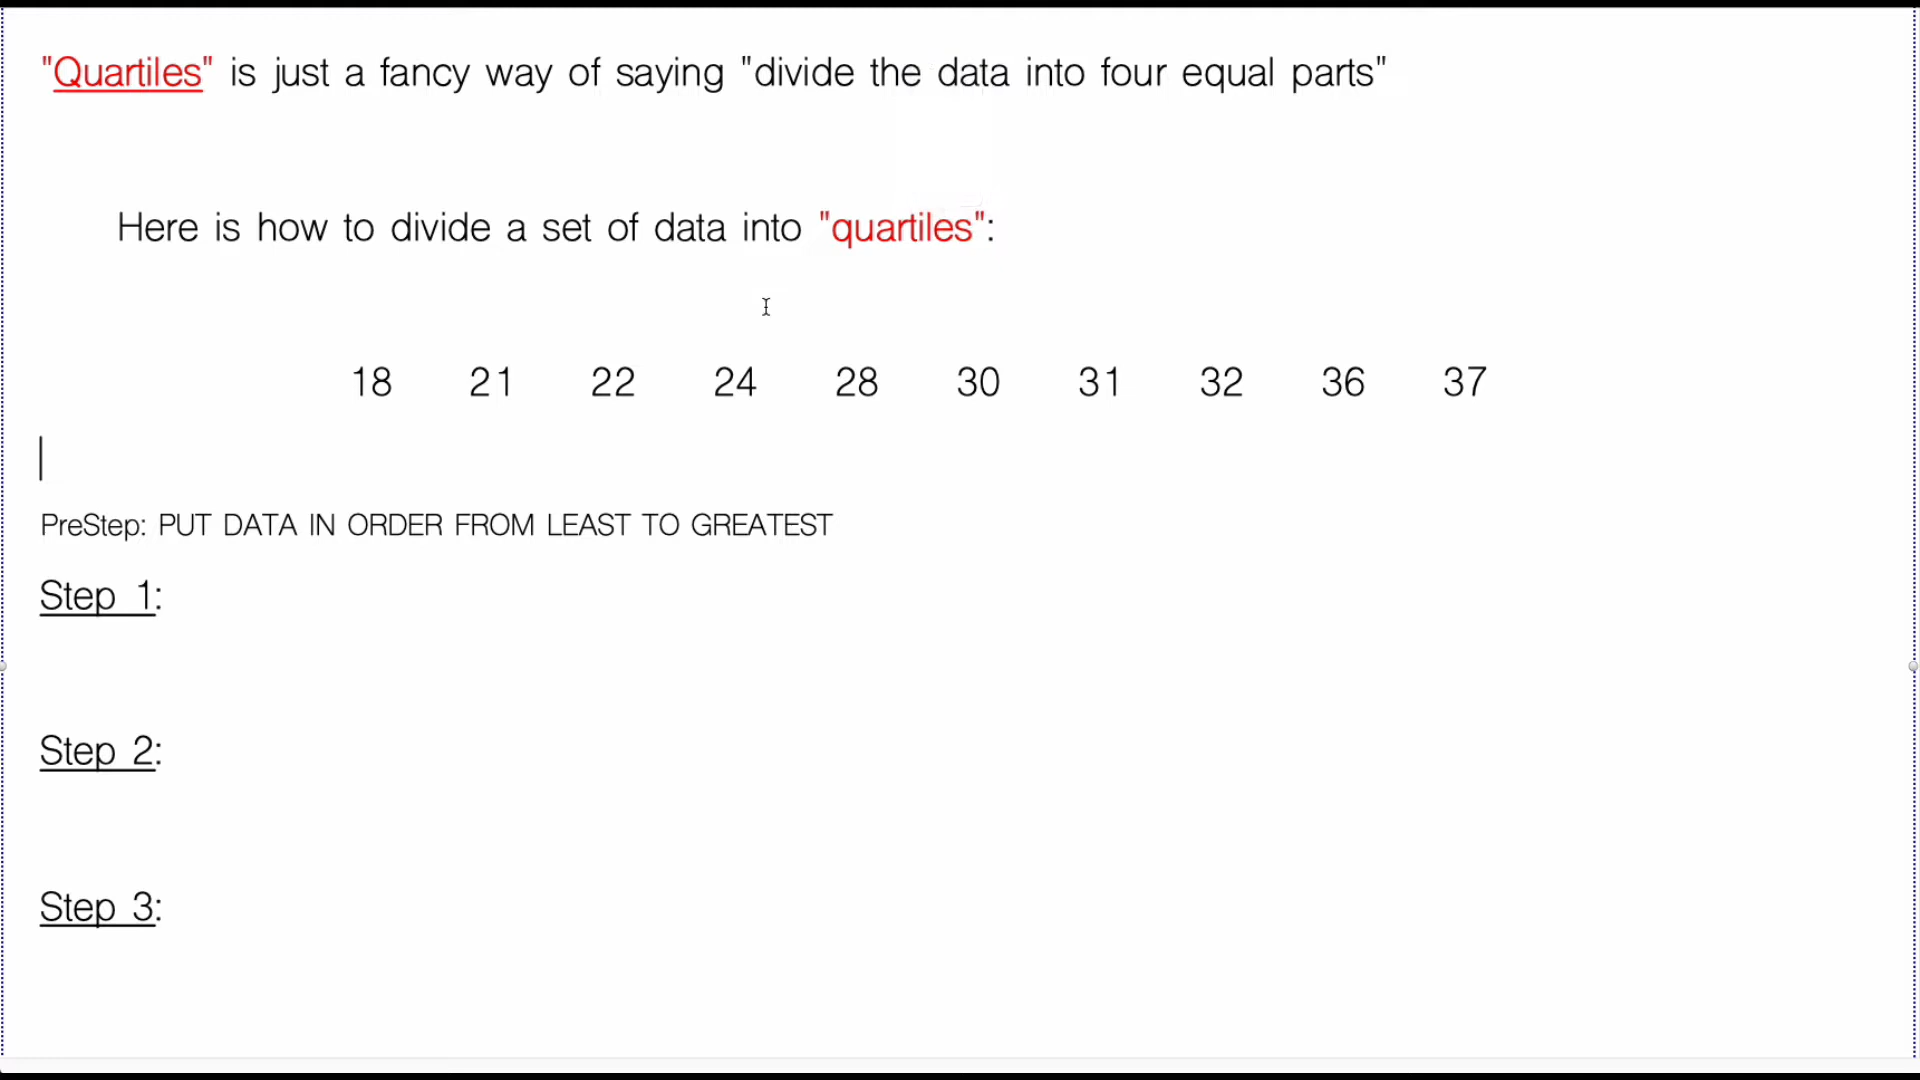 "Quartiles" is just a fancy way of saying "divide the data into four equal parts"
Here is how to divide a set of data into "quartiles":
18 21 22 24 28 30 31 32 36 37
PreStep: PUT DATA IN ORDER FROM LEAST TO GREATEST
Step 1:
Step 2:
Step 3: